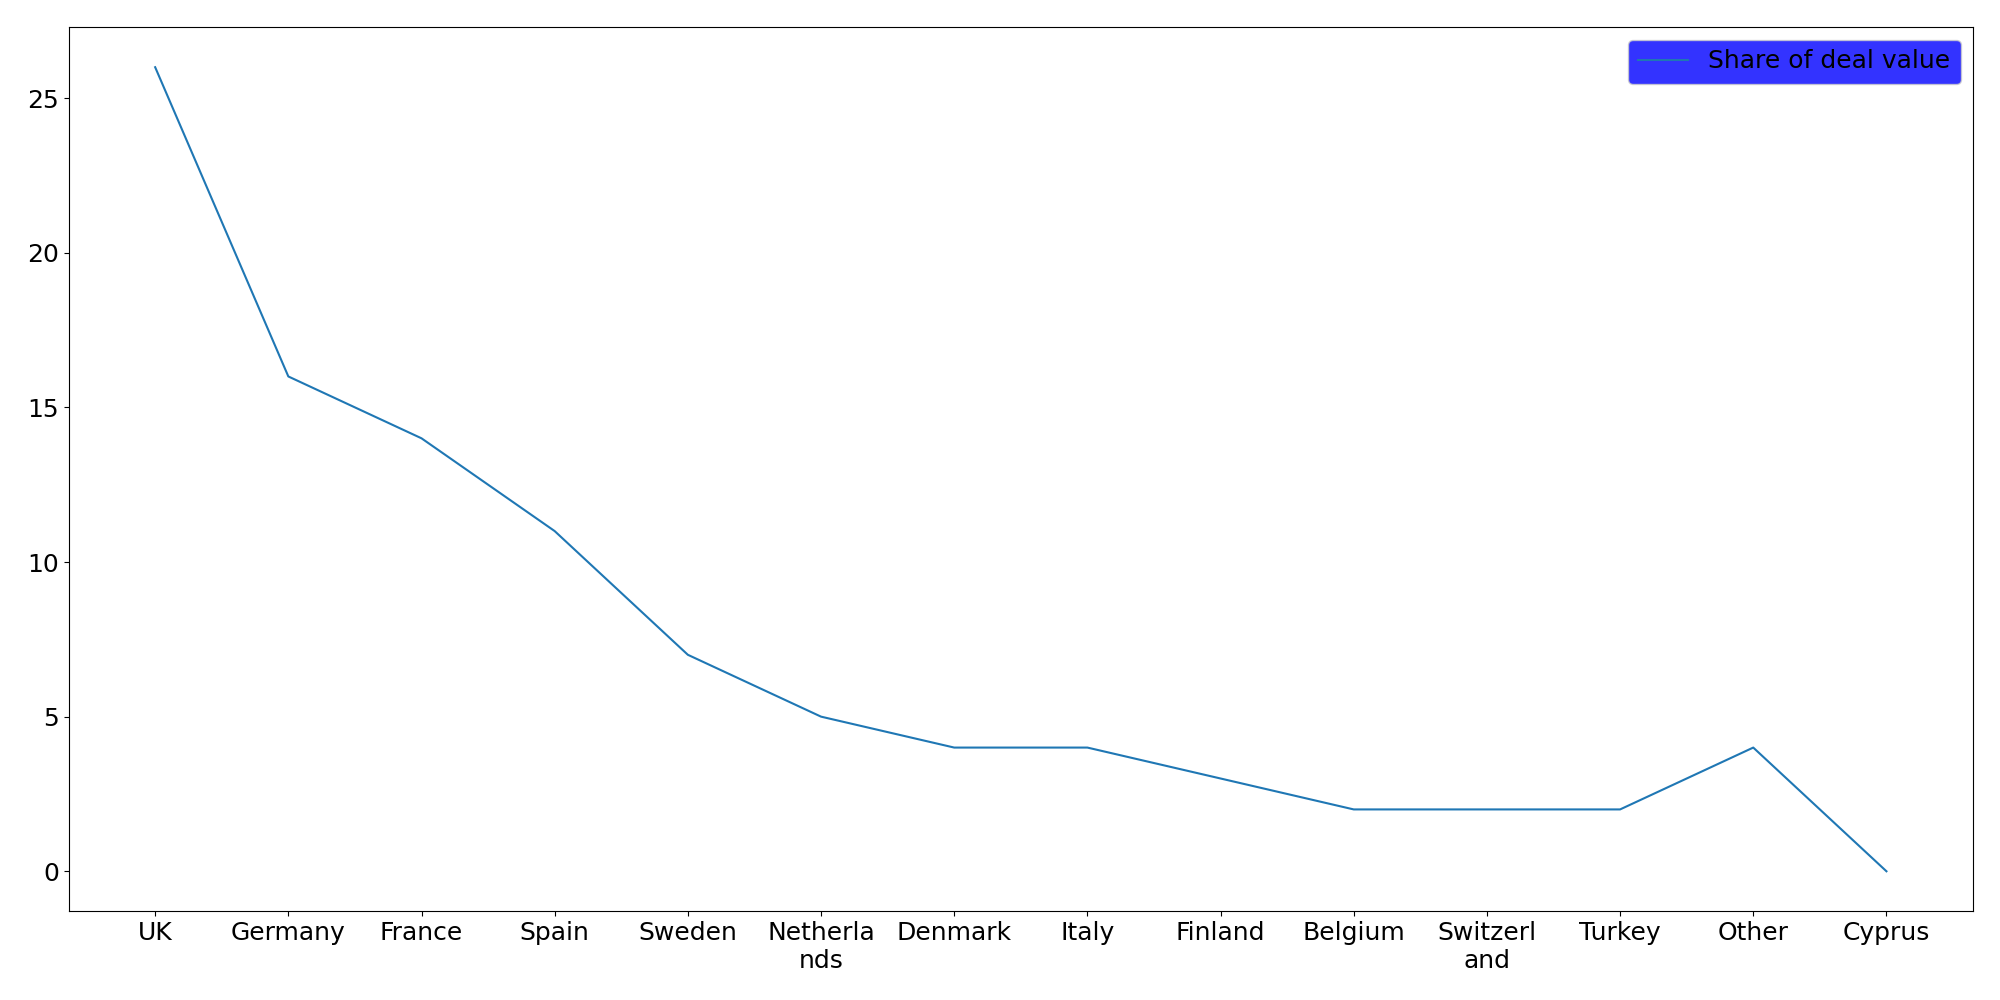 Share of deal value
25
20
15
10
5
0
UK Germany France Spain Sweden Netherla Denmark Italy Finland Belgium Switzerl Turkey Other Cyprus
nds and